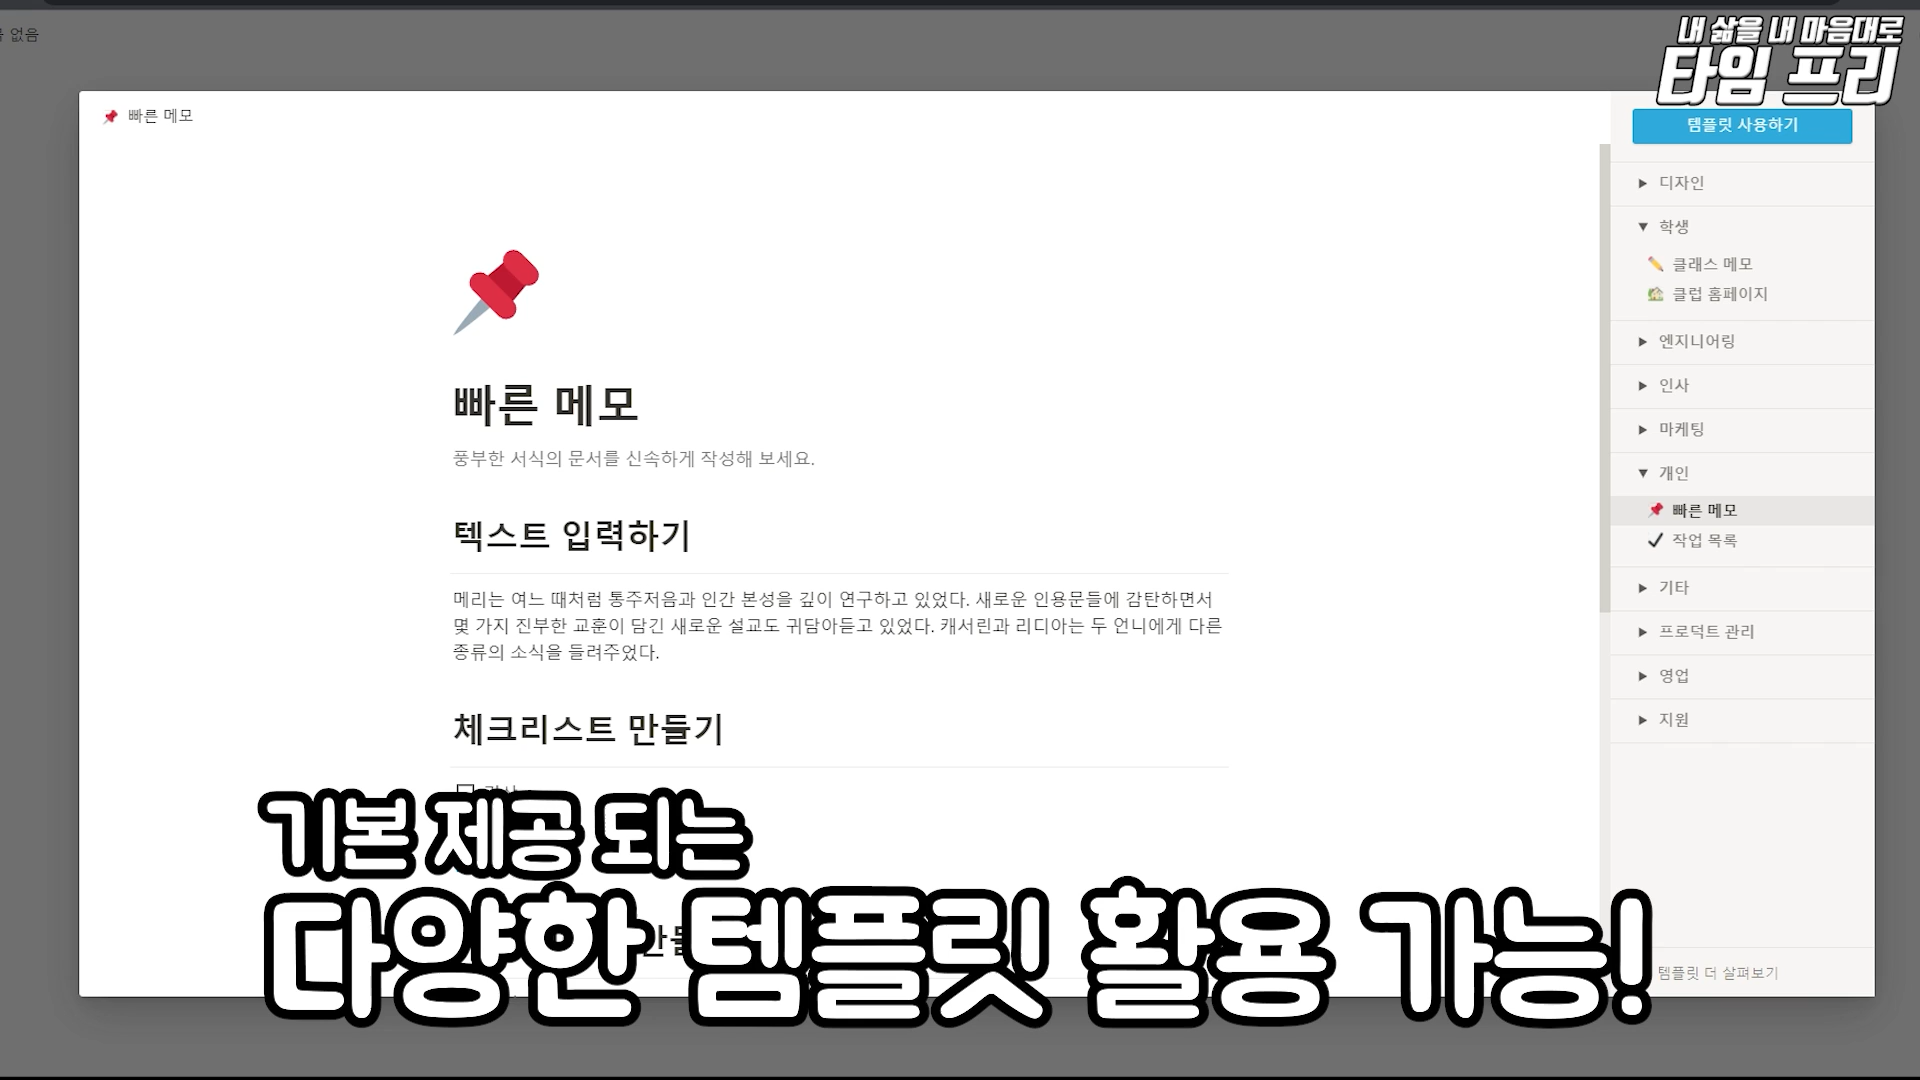 없음
내 삶을 내 마음대로
타임 프리
빠른 메모
템플릿 사용하기
빠른 메모
풍부한 서식의 문서를 신속하게 작성해 보세요.
텍스트 입력하기
메리는 여느 때처럼 통주저음과 인간 본성을 깊이 연구하고 있었다. 새로운 인용문들에 감탄하면서
몇 가지 진부한 교훈이 담긴 새로운 설교도 귀담아듣고 있었다. 캐서린과 리디아는 두 언니에게 다른
종류의 소식을 들려주었다.
체크리스트 만들기
디자인
학생
클래스 메모
클럽 홈페이지
엔지니어링
인사
마케팅
개인
빠른 메모
작업 목록
기타
프로덕트 관리
영업
지원
템플릿 더 살펴보기
기본 제공 되는
다양한 템플릿 활용 가능!